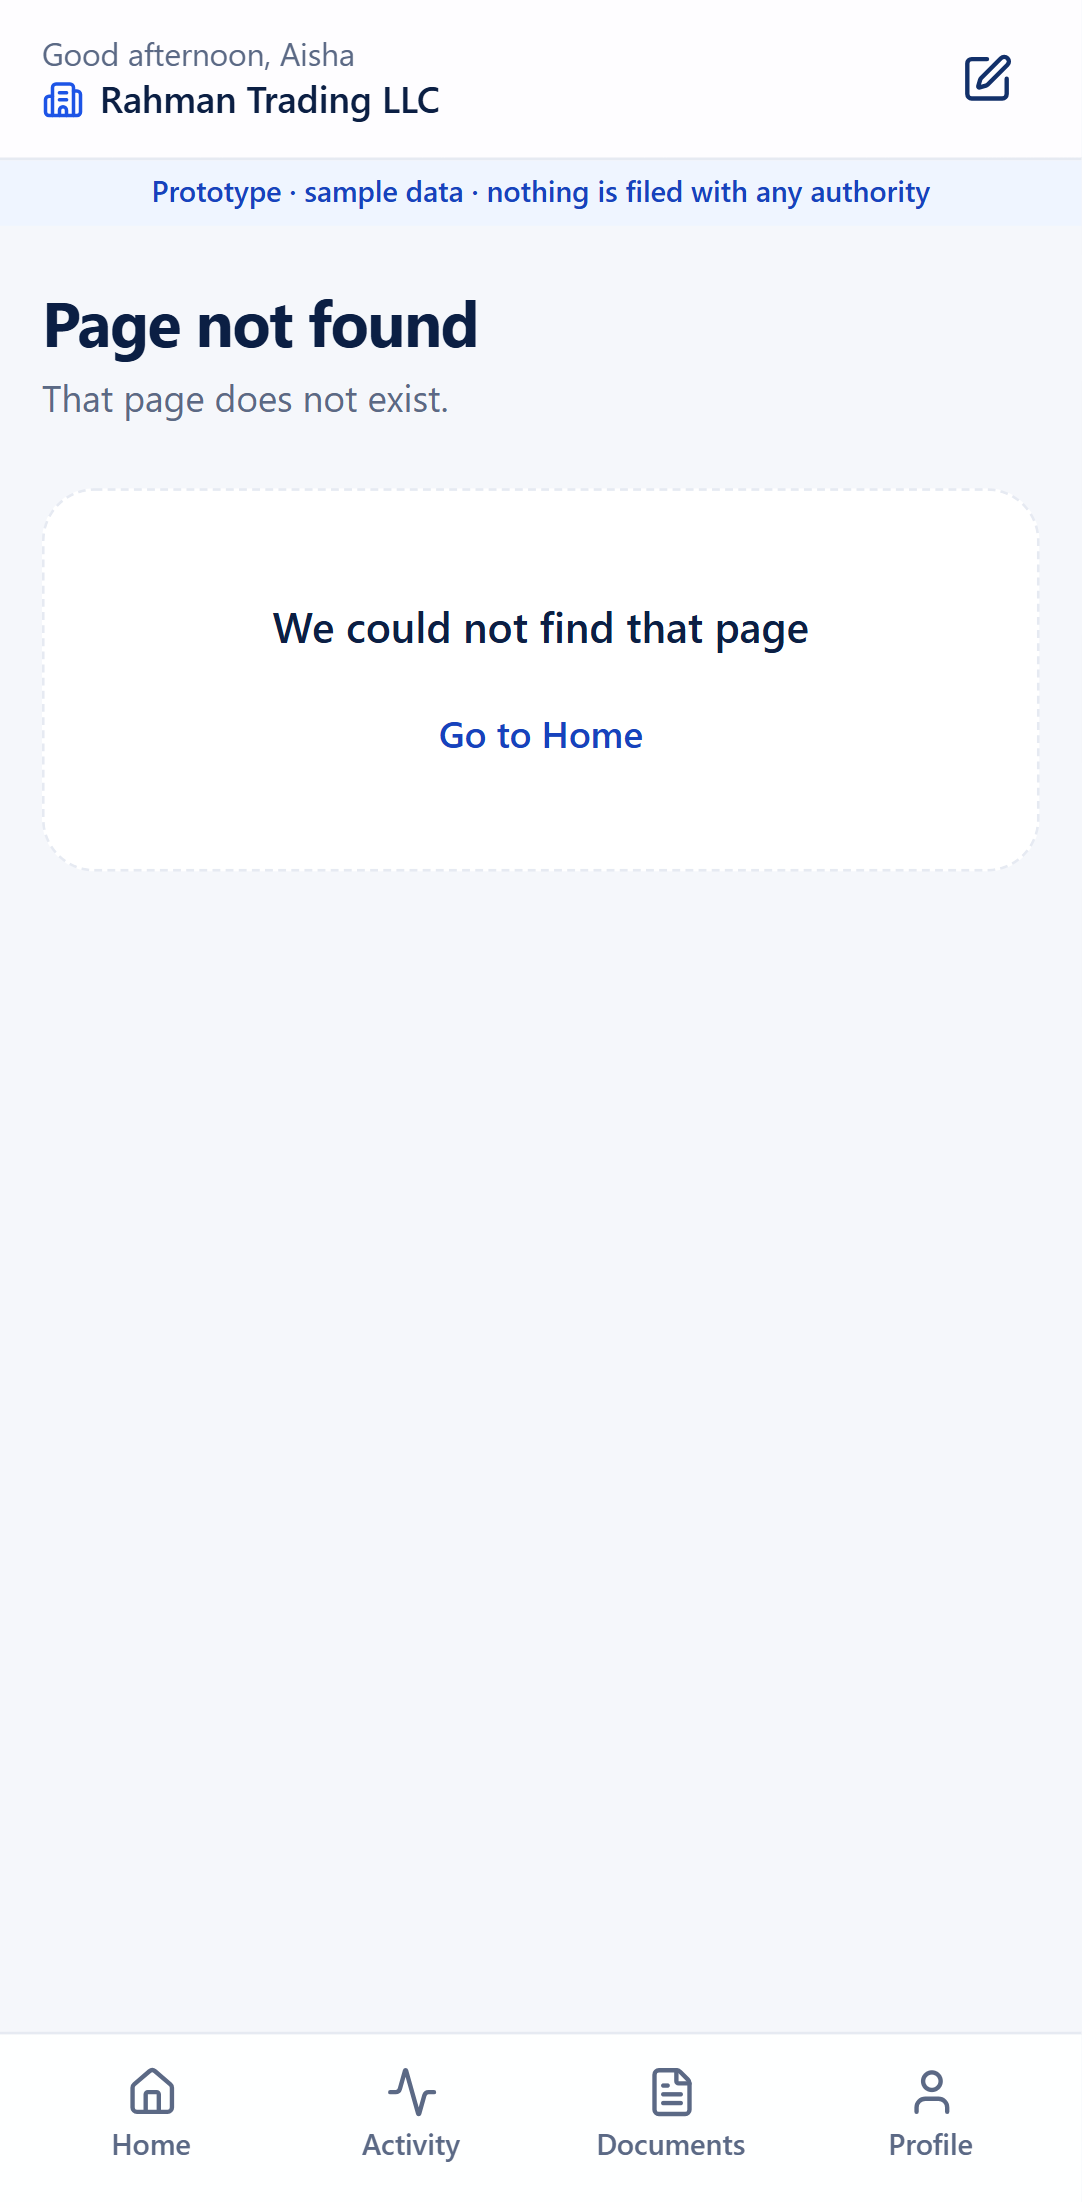 Good afternoon, Aisha
Rahman Trading LLC
Prototype · sample data · nothing is filed with any authority
Page not found
That page does not exist.
We could not find that page
Go to Home
Home
Activity
Documents
Profile